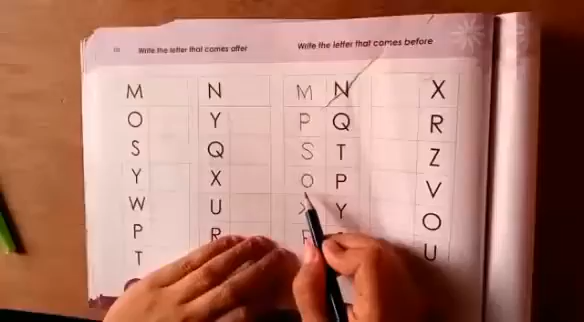 Write the letter that comes after
Write the letter that comes before
M N M N X
O Y P Q R
S Q S T Z
Y X O P V
W U X Y O
P R U
T